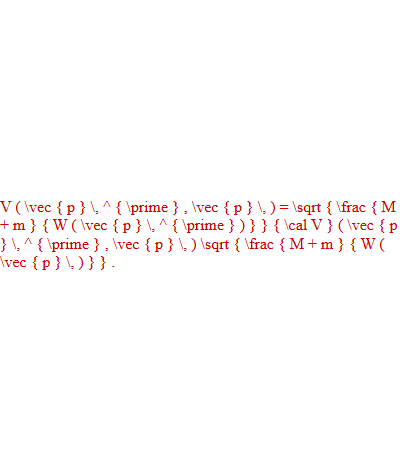 V ( \vec { p } \, ^ { \prime } , \vec { p } \, ) = \sqrt { \frac { M
+ m } { W ( \vec { p } \, ^ { \prime } ) } } { \cal V } ( \vec { p
} \, ^ { \prime } , \vec { p } \, ) \sqrt { \frac { M + m } { W (
\vec { p } \, ) } } .